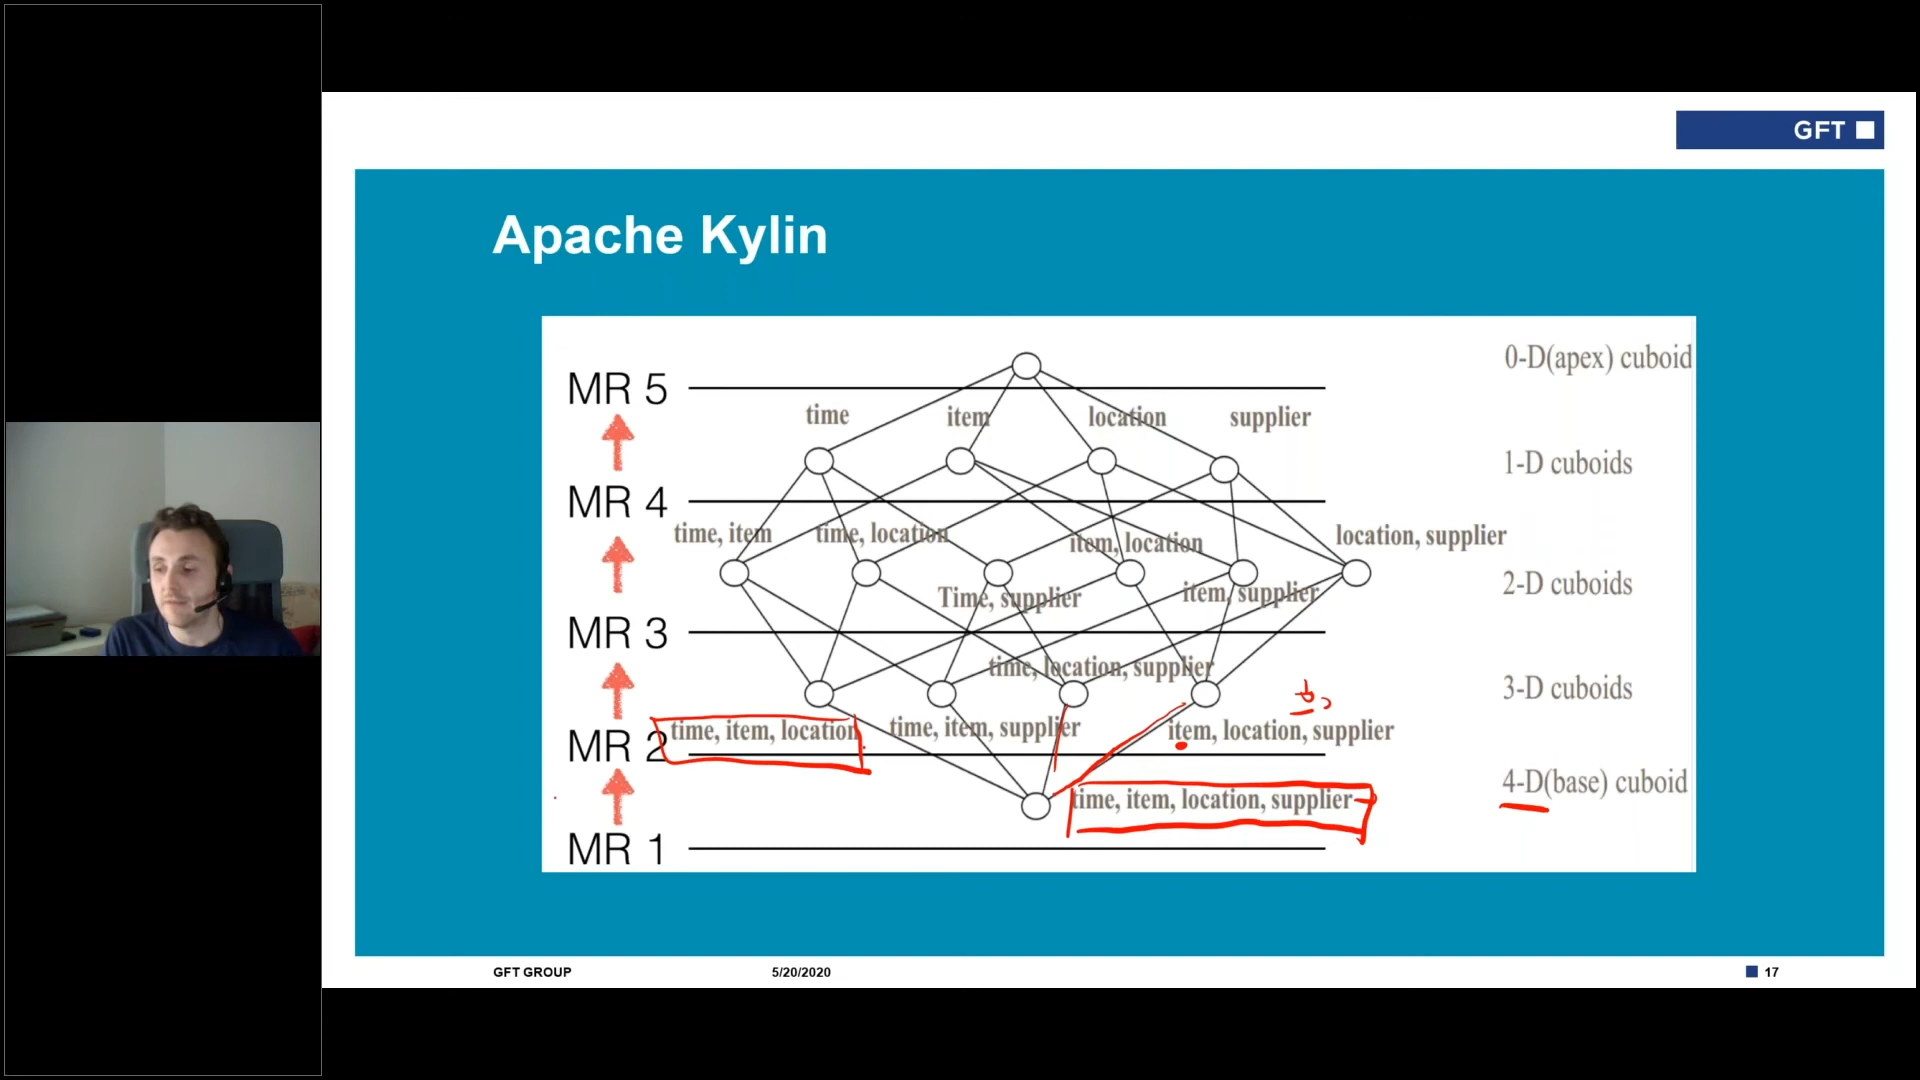 GFT
Apache Kylin
0-D(apex) cuboid
MR 5
time
item
location
supplier
1-D cuboids
MR 4
time, item
time, location
item, location
location, supplier
2-D cuboids
Time, supplier
item, supplier
MR 3
time, location, supplier
3-D cuboids
MR 2
time, item, location
time, item, supplier
item, location, supplier
4-D(base) cuboid
time, item, location, supplier
MR 1
GFT GROUP
5/20/2020
17